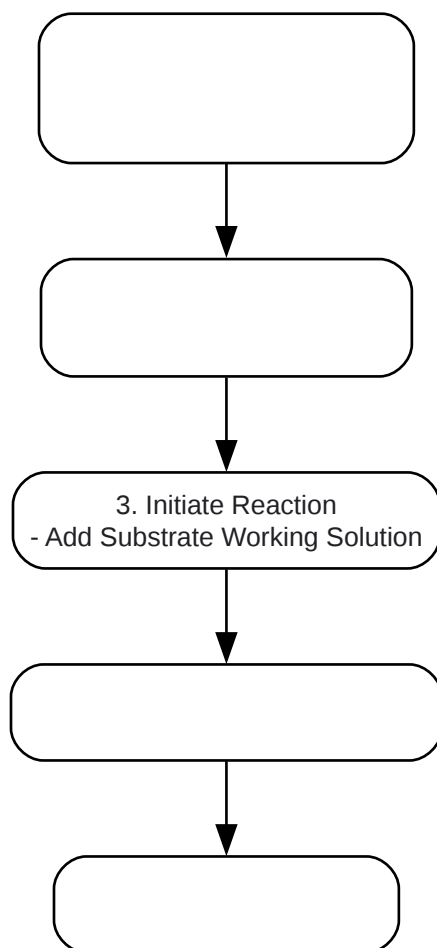 3. Initiate Reaction
- Add Substrate Working Solution